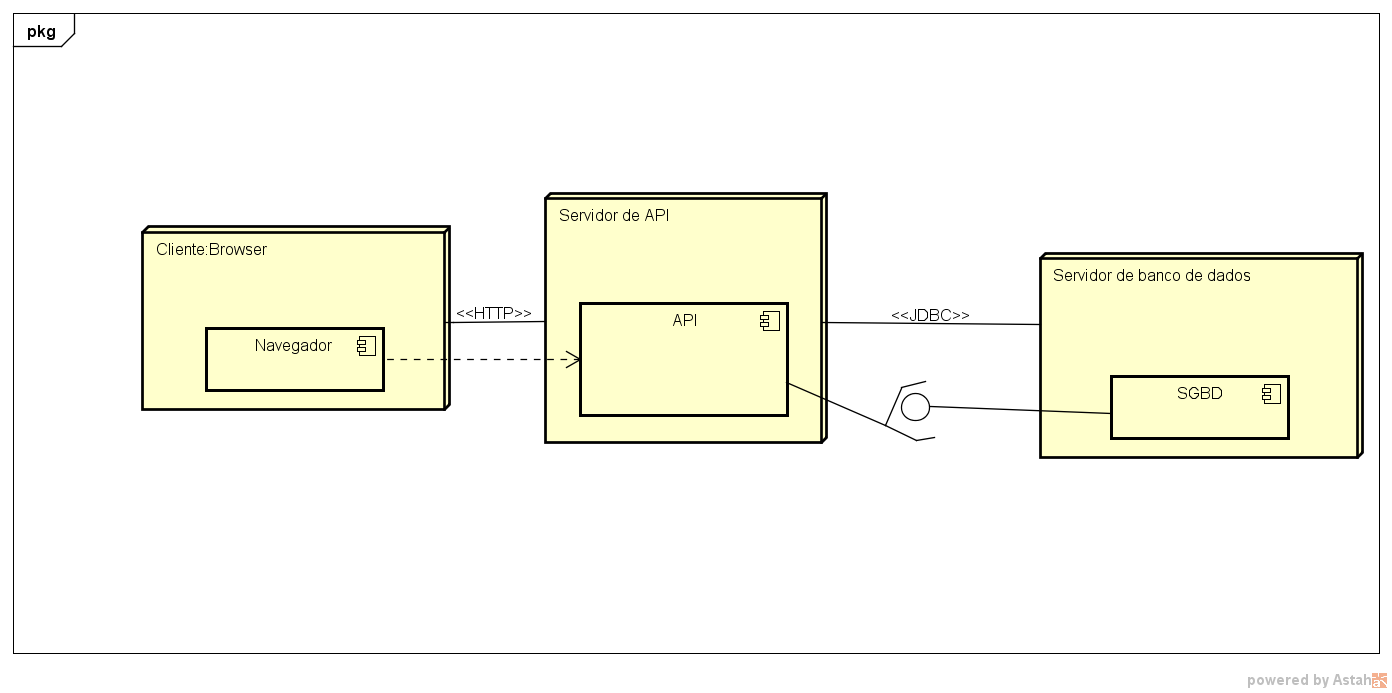 pkg
Cliente:Browser
Navegador
<<HTTP>>
Servidor de API
API
<<JDBC>>
Servidor de banco de dados
SGBD
powered by Astah